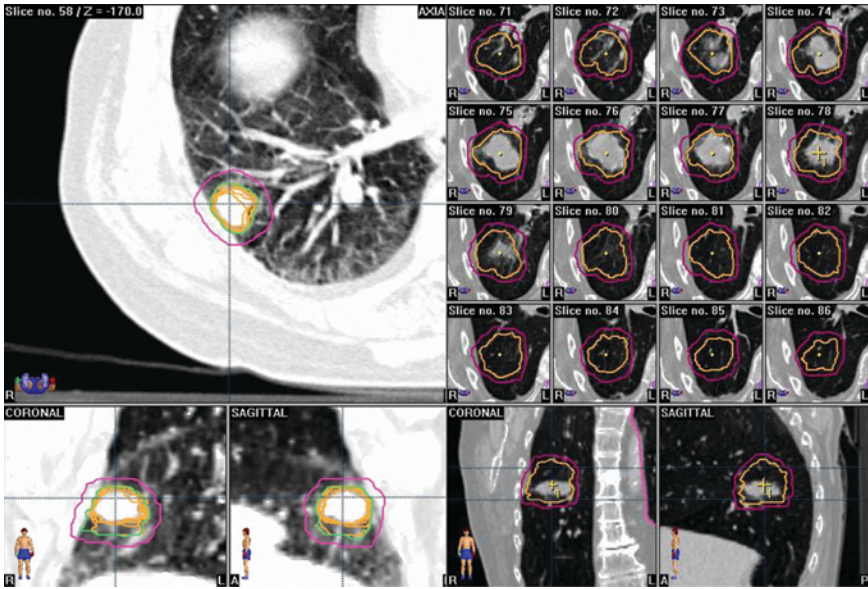 Slice no. 58 / Z = -170.0
AXIA
R
CORONAL
R
L
SAGITTAL
A
Slice no. 71
R
L
Slice no. 72
R
L
Slice no. 73
R
L
Slice no. 74
R
L
Slice no. 75
R
L
Slice no. 76
R
L
Slice no. 77
R
L
Slice no. 78
R
L
Slice no. 79
R
L
Slice no. 80
R
L
Slice no. 81
R
L
Slice no. 82
R
L
Slice no. 83
R
L
Slice no. 84
R
L
Slice no. 85
R
L
Slice no. 86
R
L
CORONAL
R
L
SAGITTAL
A
P